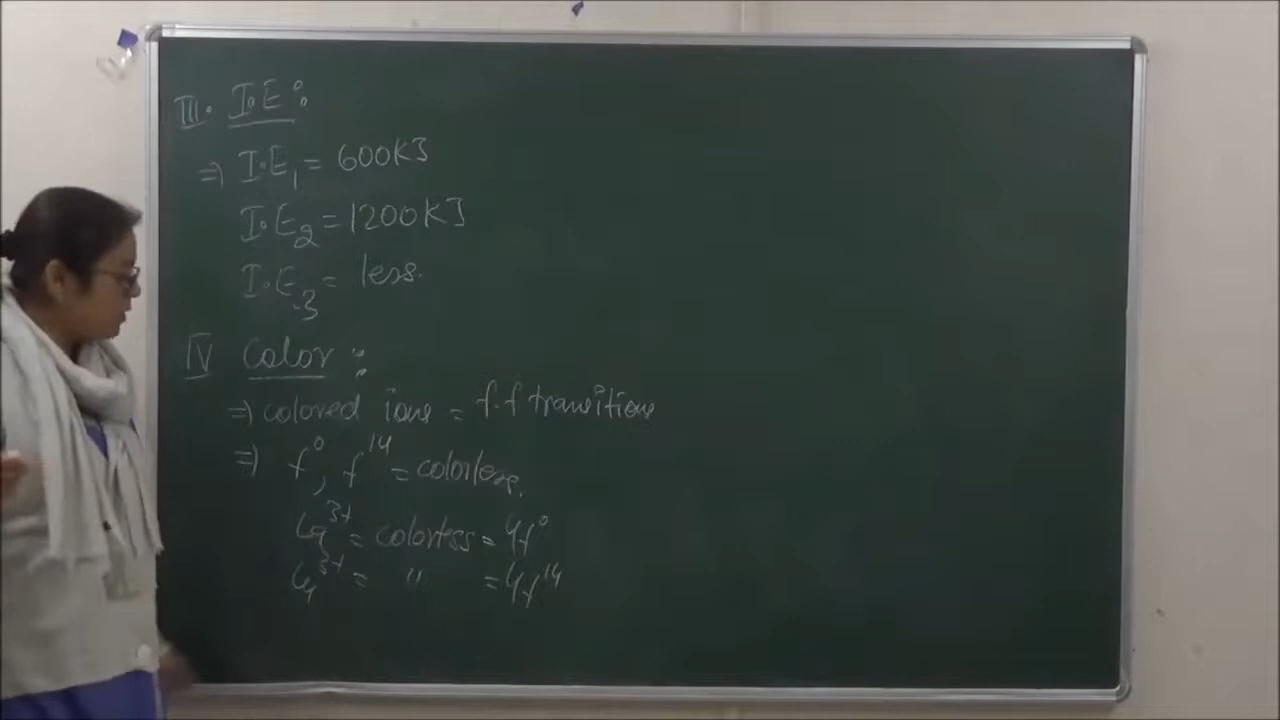 III. I.E:
⇒ I.E₁ = 600KJ
I.E₂ = 1200KJ
I.E₃ = less.
IV Color:
⇒ colored ions = f.f transitions
⇒ f⁰, f¹⁴ = colorless.
La³⁺ = colorless = 4f⁰
Lu³⁺ = " = 4f¹⁴